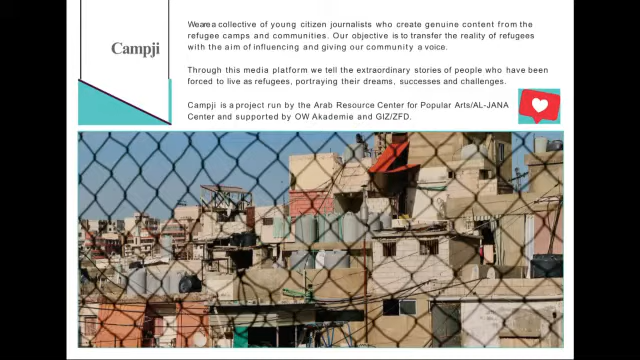 Campji
We are a collective of young citizen journalists who create genuine content from the
refugee camps and communities. Our objective is to transfer the reality of refugees
with the aim of influencing and giving our community a voice.
Through this media platform we tell the extraordinary stories of people who have been
forced to live as refugees, portraying their dreams, successes and challenges.
Campji is a project run by the Arab Resource Center for Popular Arts/AL-JANA
Center and supported by OW Akademie and GIZ/ZFD.